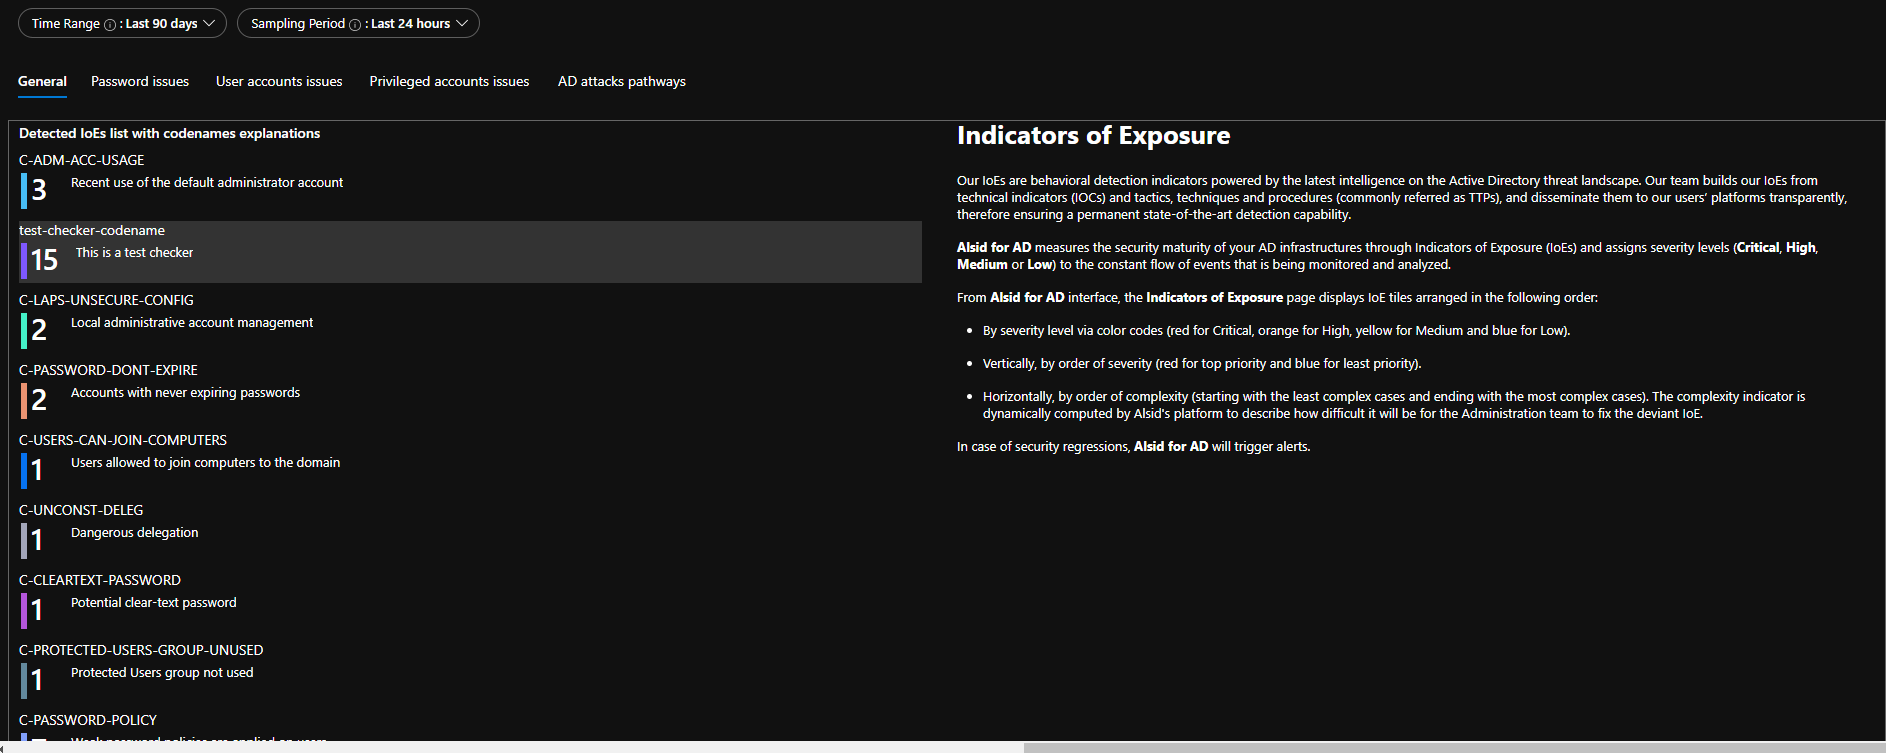 Time Range : Last 90 days
Sampling Period : Last 24 hours
General
Password issues
User accounts issues
Privileged accounts issues
AD attacks pathways
Detected IoEs list with codenames explanations
C-ADM-ACC-USAGE
3
Recent use of the default administrator account
test-checker-codename
15
This is a test checker
C-LAPS-UNSECURE-CONFIG
2
Local administrative account management
C-PASSWORD-DONT-EXPIRE
2
Accounts with never expiring passwords
C-USERS-CAN-JOIN-COMPUTERS
1
Users allowed to join computers to the domain
C-UNCONST-DELEG
1
Dangerous delegation
C-CLEARTEXT-PASSWORD
1
Potential clear-text password
C-PROTECTED-USERS-GROUP-UNUSED
1
Protected Users group not used
C-PASSWORD-POLICY
Weak password policies are applied on users
Indicators of Exposure
Our IoEs are behavioral detection indicators powered by the latest intelligence on the Active Directory threat landscape. Our team builds our IoEs from
technical indicators (IOCs) and tactics, techniques and procedures (commonly referred as TTPs), and disseminate them to our users' platforms transparently,
therefore ensuring a permanent state-of-the-art detection capability.
Alsid for AD measures the security maturity of your AD infrastructures through Indicators of Exposure (IoEs) and assigns severity levels (Critical, High,
Medium or Low) to the constant flow of events that is being monitored and analyzed.
From Alsid for AD interface, the Indicators of Exposure page displays IoE tiles arranged in the following order:
• By severity level via color codes (red for Critical, orange for High, yellow for Medium and blue for Low).
• Vertically, by order of severity (red for top priority and blue for least priority).
• Horizontally, by order of complexity (starting with the least complex cases and ending with the most complex cases). The complexity indicator is
dynamically computed by Alsid's platform to describe how difficult it will be for the Administration team to fix the deviant IoE.
In case of security regressions, Alsid for AD will trigger alerts.